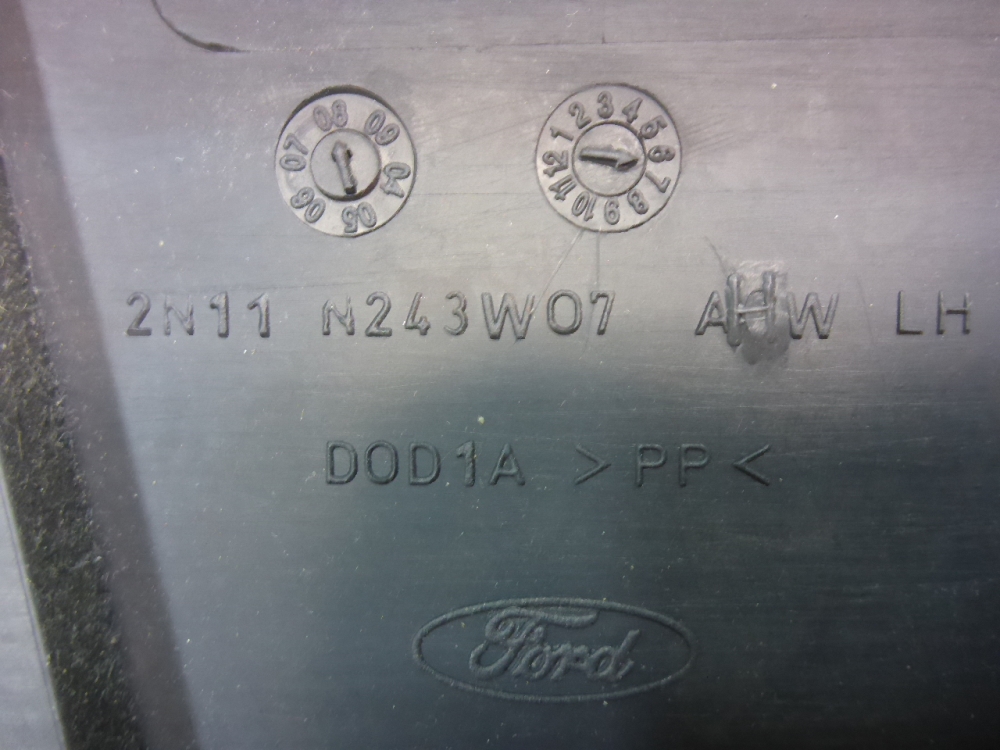 04 05 06 07 08 09
1 2 3 4 5 6 7 8 9 10 11 12
2N11 N243W07 AHW LH
D0D1A >PP<
Ford